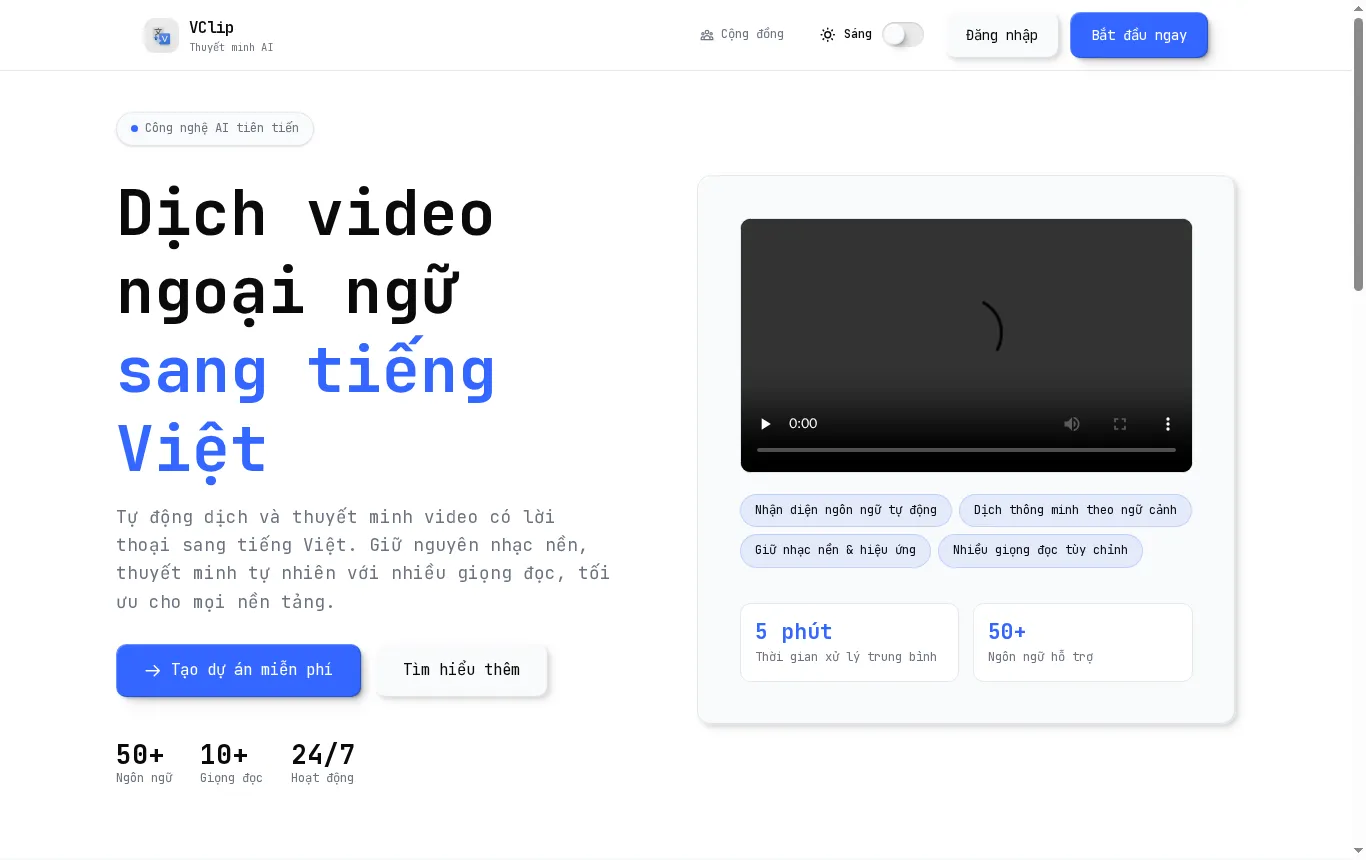 VClip
Thuyết minh AI
Cộng đồng
Sáng
Đăng nhập
Bắt đầu ngay
Công nghệ AI tiên tiến
Dịch video
ngoại ngữ
sang tiếng
Việt
Tự động dịch và thuyết minh video có lời
thoại sang tiếng Việt. Giữ nguyên nhạc nền,
thuyết minh tự nhiên với nhiều giọng đọc, tối
ưu cho mọi nền tảng.
→ Tạo dự án miễn phí
Tìm hiểu thêm
50+
Ngôn ngữ
10+
Giọng đọc
24/7
Hoạt động
0:00
Nhận diện ngôn ngữ tự động
Dịch thông minh theo ngữ cảnh
Giữ nhạc nền & hiệu ứng
Nhiều giọng đọc tùy chỉnh
5 phút
Thời gian xử lý trung bình
50+
Ngôn ngữ hỗ trợ